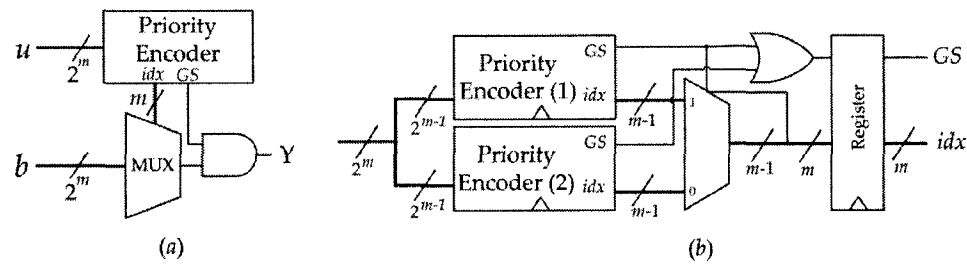 u
2^m
Priority
Encoder
idx GS
m
b
2^m
MUX
Y
(a)
2^m
2^{m-1}
Priority
Encoder (1)
GS
idx
m-1
2^{m-1}
Priority
Encoder (2)
GS
idx
m-1
1
0
m-1
m
Register
GS
idx
m
(b)